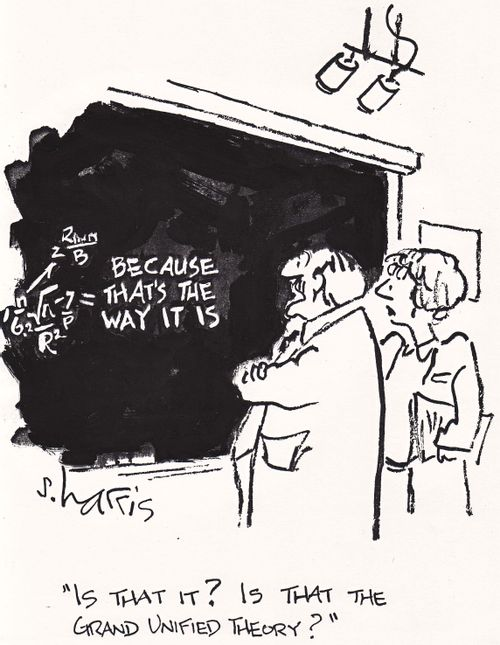 BECAUSE
THAT'S THE
WAY IT IS
=
S. Harris
"IS THAT IT? IS THAT THE
GRAND UNIFIED THEORY?"